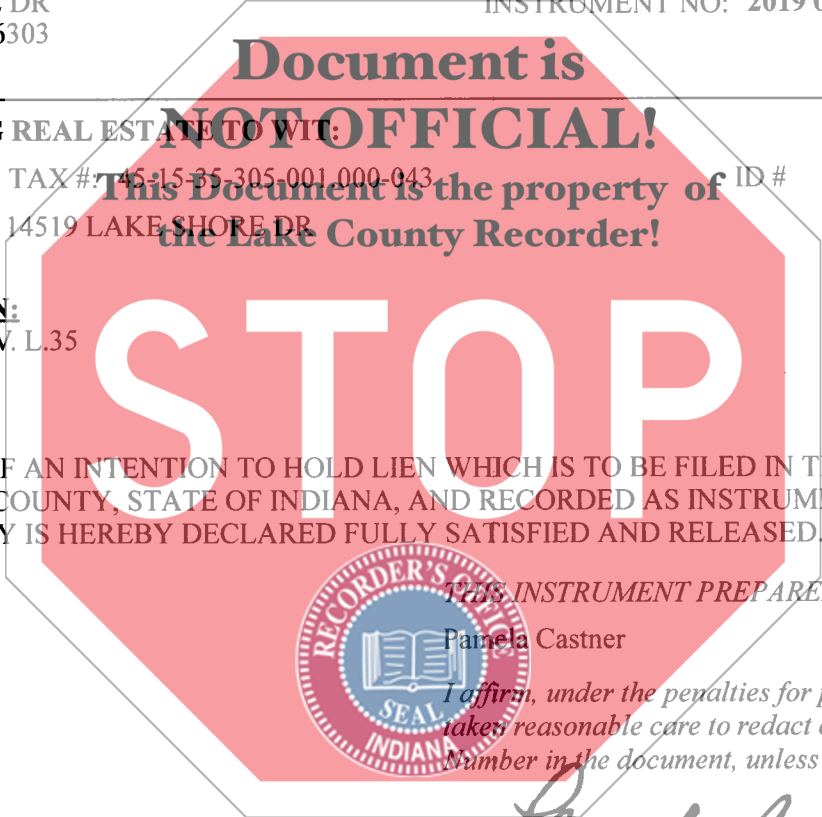 DR INSTRUMENT NO: 2019
6303
Document is
NOT OFFICIAL!
REAL ESTATE TO WIT:
TAX #: 45-15-35-305-001.000-043 ID #
This Document is the property of
14519 LAKE SHORE DR
the Lake County Recorder!
N:
V. L.35
STOP
F AN INTENTION TO HOLD LIEN WHICH IS TO BE FILED IN T
COUNTY, STATE OF INDIANA, AND RECORDED AS INSTRUM
Y IS HEREBY DECLARED FULLY SATISFIED AND RELEASED.
THIS INSTRUMENT PREPARE
Pamela Castner
I affirm, under the penalties for p
taken reasonable care to redact
Number in the document, unless
RECORDER'S OFFICE
SEAL
INDIANA